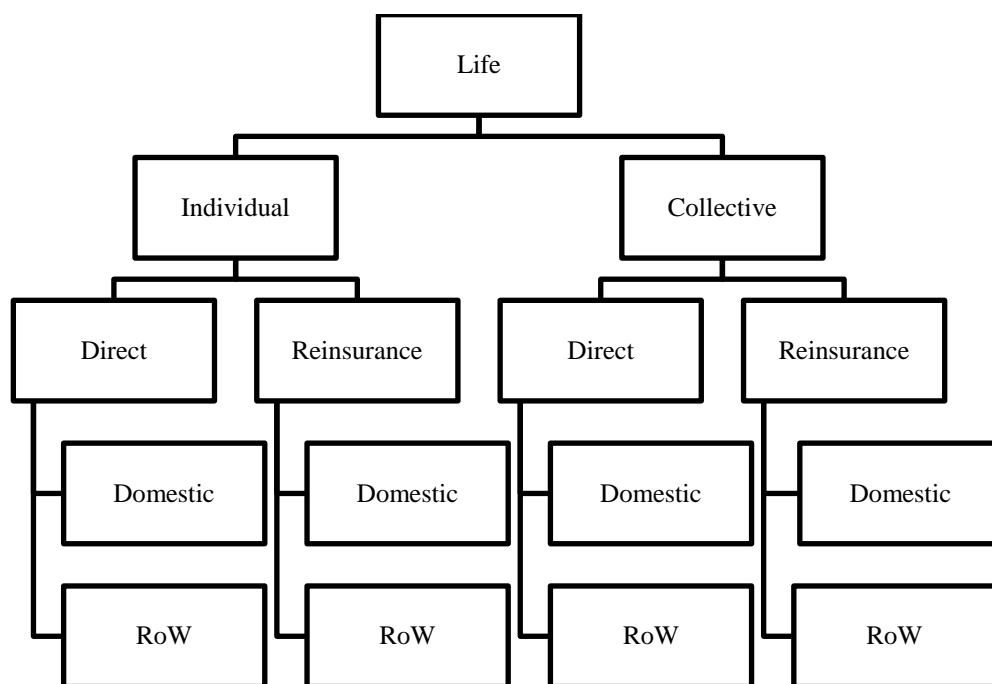 Life
Individual
Collective
Direct
Reinsurance
Direct
Reinsurance
Domestic
Domestic
Domestic
Domestic
RoW
RoW
RoW
RoW